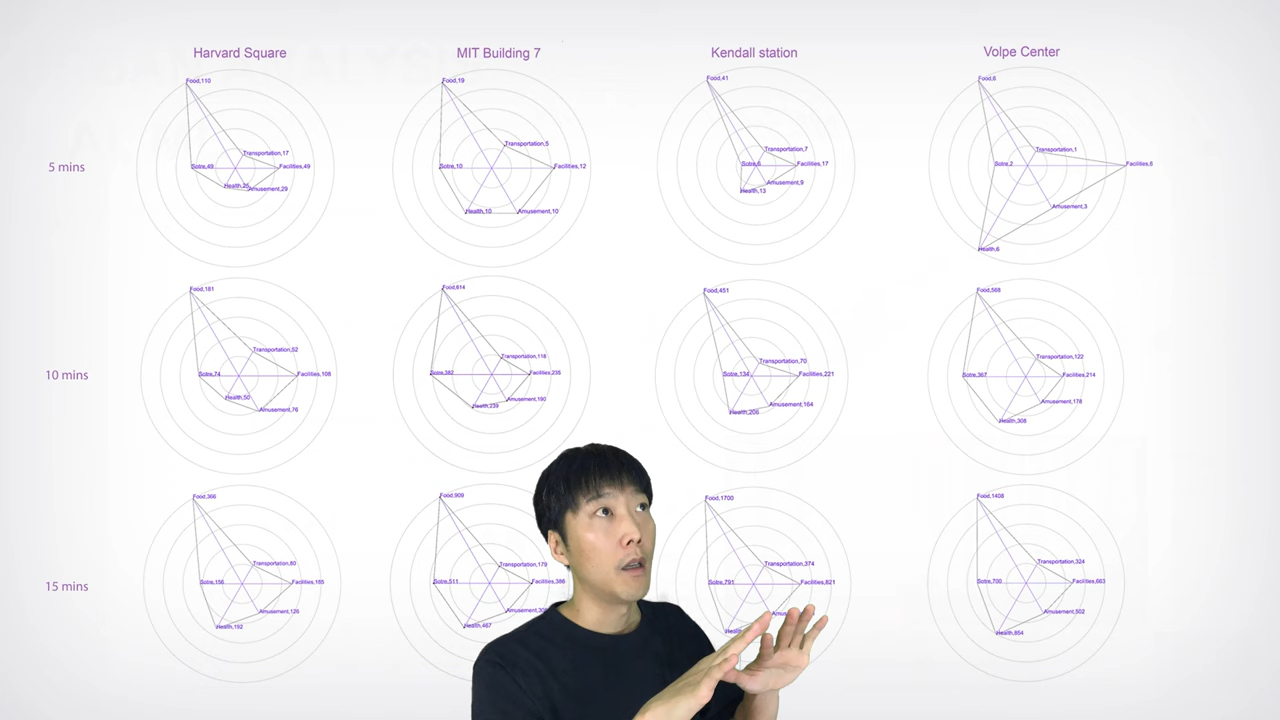 Harvard Square
MIT Building 7
Kendall station
Volpe Center
5 mins
Food,110
Transportation,17
Sotre,49
Facilities,49
Health,25
Amusement,29
Food,19
Transportation,5
Sotre,10
Facilities,12
Health,10
Amusement,10
Food,41
Transportation,7
Sotre,6
Facilities,17
Health,13
Amusement,9
Food,6
Transportation,1
Sotre,2
Facilities,8
Health,6
Amusement,3
10 mins
Food,181
Transportation,52
Sotre,74
Facilities,108
Health,50
Amusement,76
Food,614
Transportation,118
Sotre,382
Facilities,235
Health,239
Amusement,190
Food,451
Transportation,70
Sotre,134
Facilities,221
Health,206
Amusement,164
Food,568
Transportation,122
Sotre,367
Facilities,214
Health,308
Amusement,178
15 mins
Food,366
Transportation,80
Sotre,156
Facilities,185
Health,192
Amusement,126
Food,909
Transportation,179
Sotre,511
Facilities,386
Health,467
Food,1700
Transportation,374
Sotre,791
Facilities,821
Food,1408
Transportation,324
Sotre,700
Facilities,663
Health,854
Amusement,502